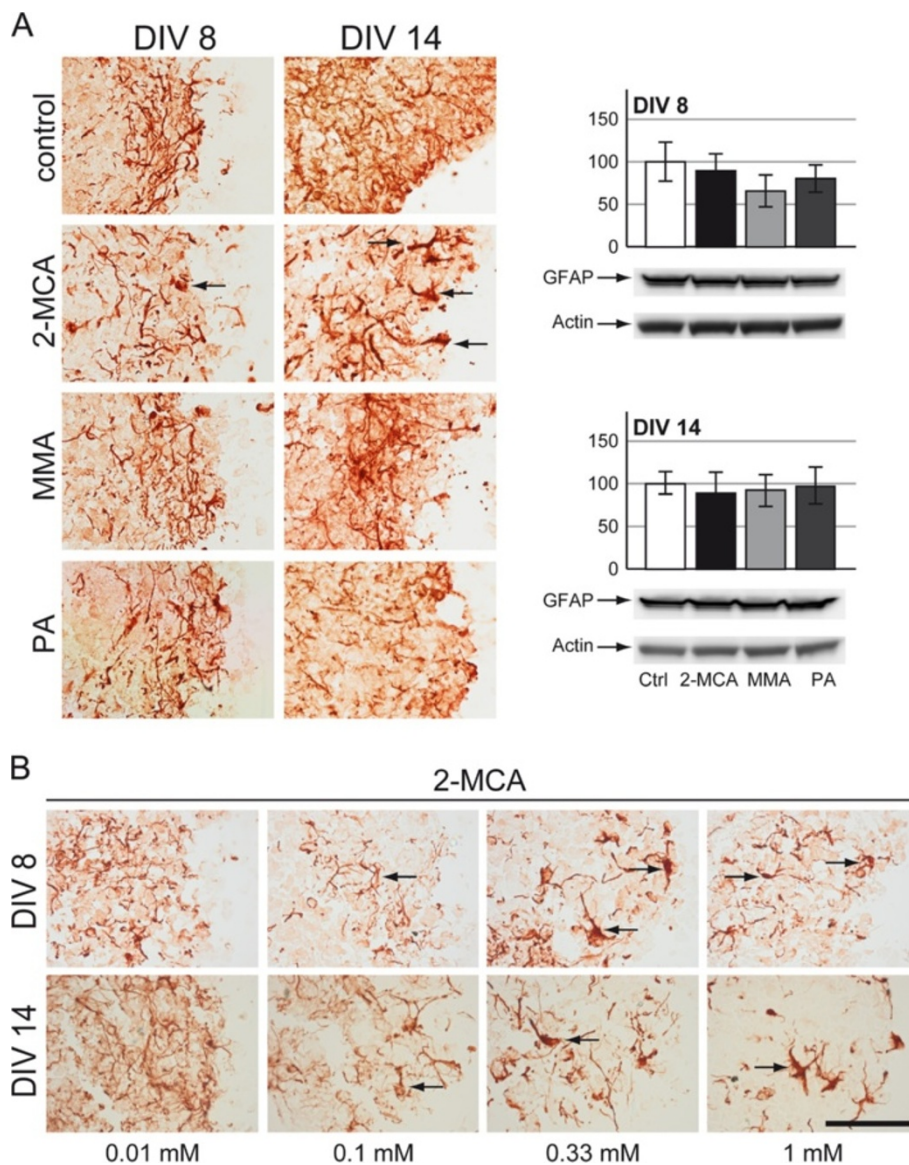 A
DIV 8
DIV 14
control
2-MCA
MMA
PA
DIV 8
150
100
50
0
GFAP
Actin
DIV 14
150
100
50
0
GFAP
Actin
Ctrl 2-MCA MMA PA
B
2-MCA
DIV 8
DIV 14
0.01 mM 0.1 mM 0.33 mM 1 mM